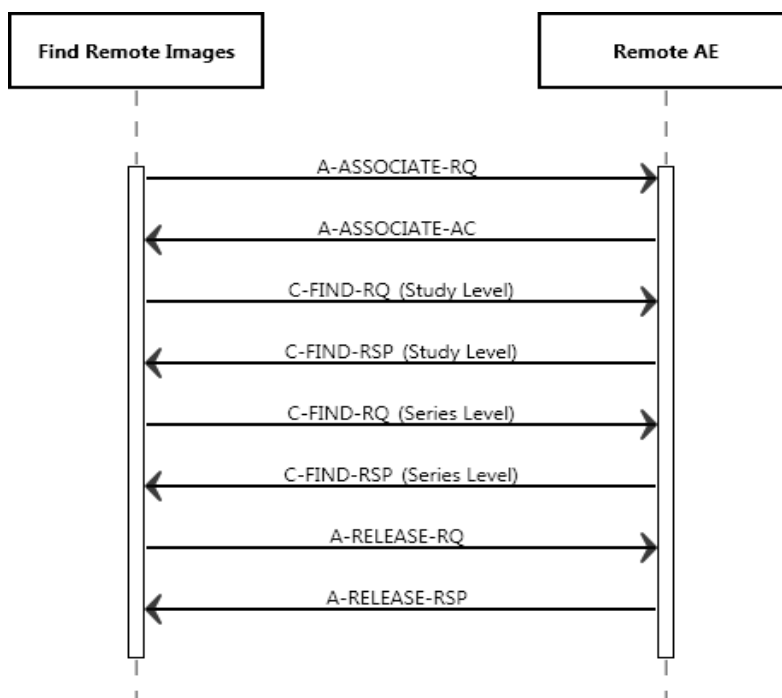 Find Remote Images
Remote AE
A-ASSOCIATE-RQ
A-ASSOCIATE-AC
C-FIND-RQ (Study Level)
C-FIND-RSP (Study Level)
C-FIND-RQ (Series Level)
C-FIND-RSP (Series Level)
A-RELEASE-RQ
A-RELEASE-RSP